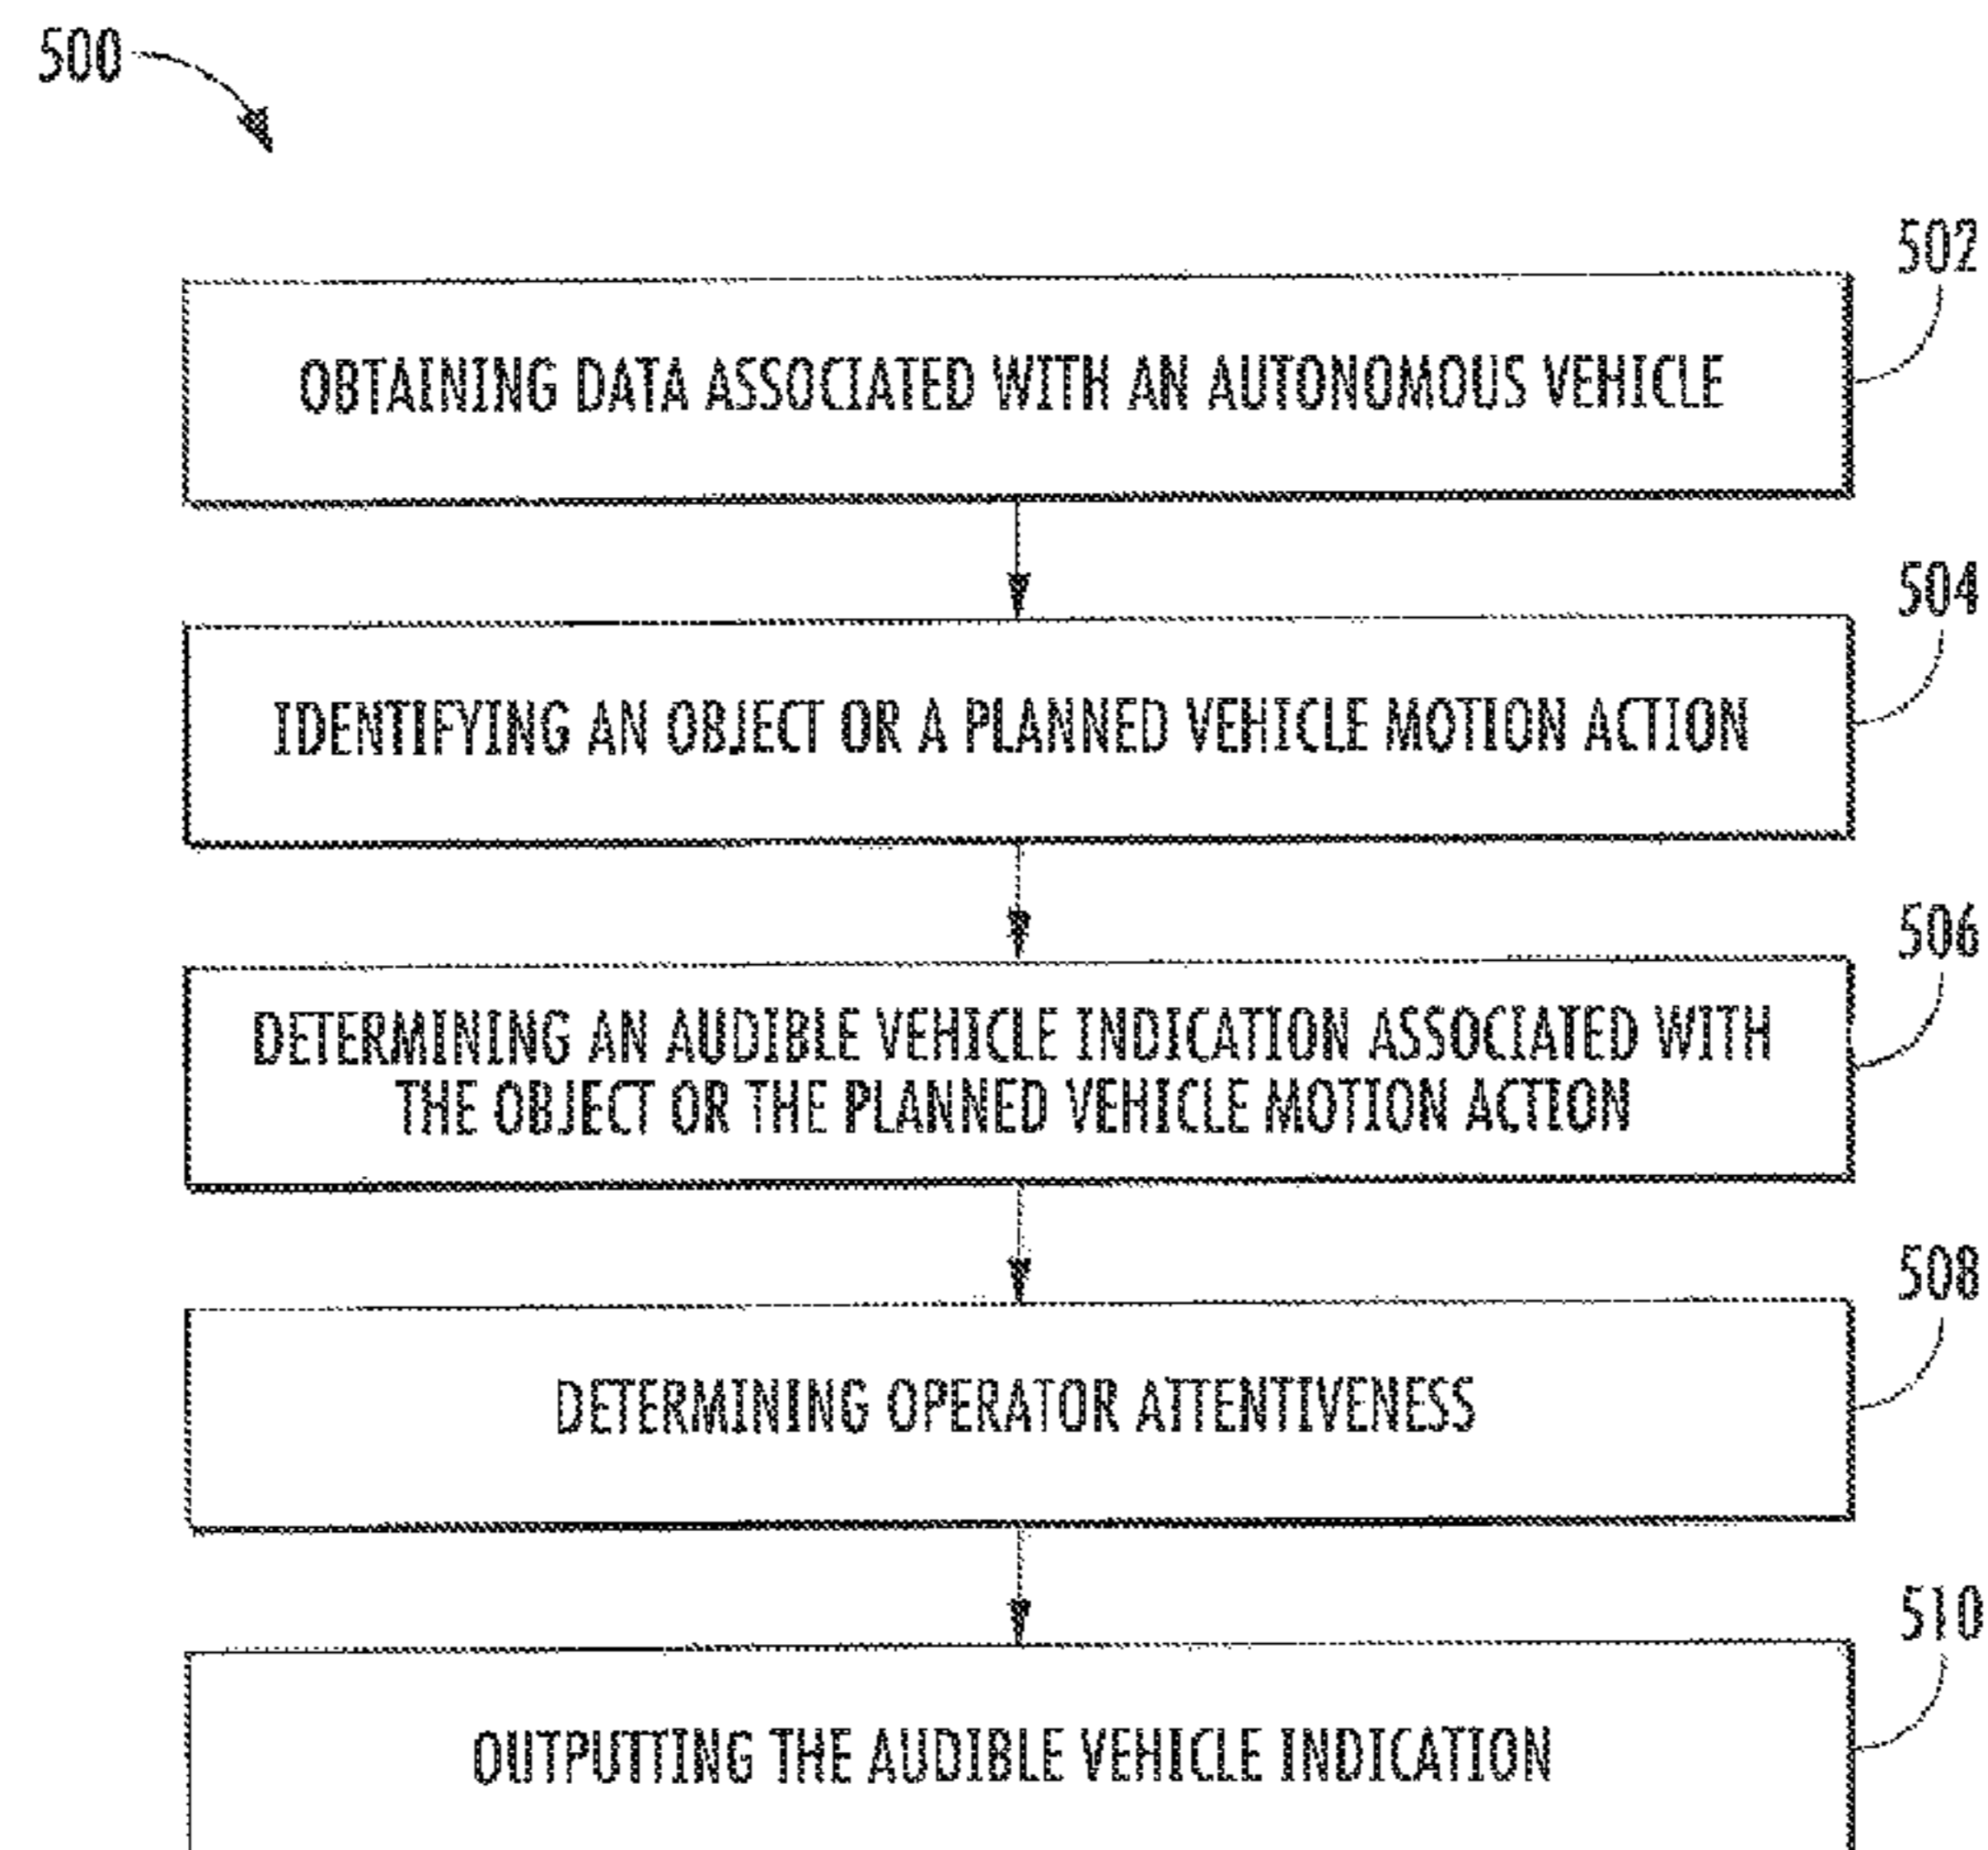 500
502
OBTAINING DATA ASSOCIATED WITH AN AUTONOMOUS VEHICLE
504
IDENTIFYING AN OBJECT OR A PLANNED VEHICLE MOTION ACTION
506
DETERMINING AN AUDIBLE VEHICLE INDICATION ASSOCIATED WITH
THE OBJECT OR THE PLANNED VEHICLE MOTION ACTION
508
DETERMINING OPERATOR ATTENTIVENESS
510
OUTPUTTING THE AUDIBLE VEHICLE INDICATION